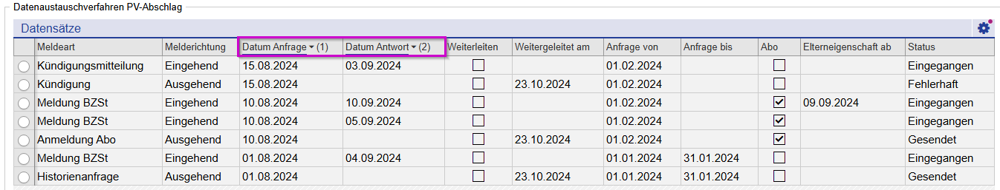 Datenaustauschverfahren PV-Abschlag
Datensätze
Meldeart Melderichtung Datum Anfrage (1) Datum Antwort (2) Weiterleiten Weitergeleitet am Anfrage von Anfrage bis Abo Elterneigenschaft ab Status
Kündigungsmitteilung Eingehend 15.08.2024 03.09.2024 01.02.2024 Eingegangen
Kündigung Ausgehend 15.08.2024 23.10.2024 01.02.2024 Fehlerhaft
Meldung BZSt Eingehend 10.08.2024 10.09.2024 01.02.2024 09.09.2024 Eingegangen
Meldung BZSt Eingehend 10.08.2024 05.09.2024 01.02.2024 Eingegangen
Anmeldung Abo Ausgehend 10.08.2024 23.10.2024 01.02.2024 Gesendet
Meldung BZSt Eingehend 01.08.2024 04.09.2024 01.01.2024 31.01.2024 Eingegangen
Historienanfrage Ausgehend 01.08.2024 23.10.2024 01.01.2024 31.01.2024 Gesendet